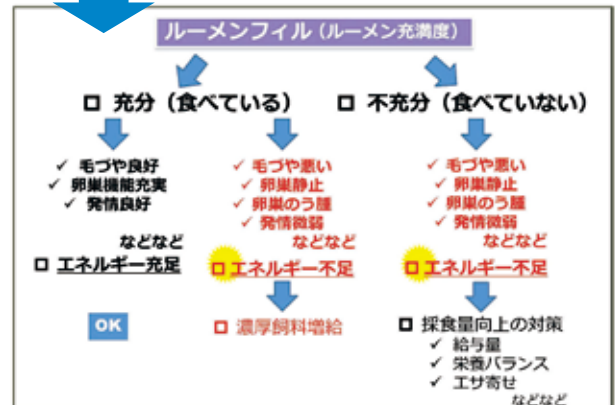 ルーメンフィル（ルーメン充満度）
□ 充分（食べている）
□ 不充分（食べていない）
✓ 毛づや良好
✓ 卵巣機能充実
✓ 発情良好
などなど
□ エネルギー充足
OK
✓ 毛づや悪い
✓ 卵巣静止
✓ 卵巣のう腫
✓ 発情微弱
などなど
□ エネルギー不足
□ 濃厚飼料増給
✓ 毛づや悪い
✓ 卵巣静止
✓ 卵巣のう腫
✓ 発情微弱
などなど
□ エネルギー不足
□ 採食量向上の対策
✓ 給与量
✓ 栄養バランス
✓ エサ寄せ
などなど